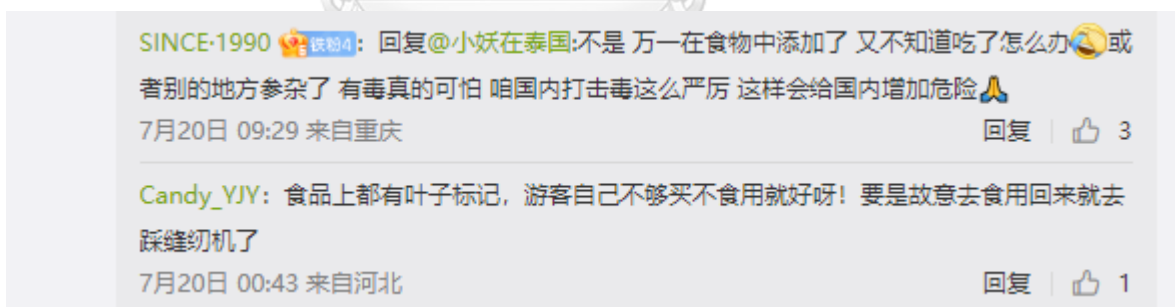 SINCE·1990 铁粉4：回复@小妖在泰国:不是 万一在食物中添加了 又不知道吃了怎么办或
者别的地方参杂了 有毒真的可怕 咱国内打击毒这么严厉 这样会给国内增加危险
7月20日 09:29 来自重庆 回复 3
Candy_YJY：食品上都有叶子标记，游客自己不够买不食用就好呀！要是故意去食用回来就去
踩缝纫机了
7月20日 00:43 来自河北 回复 1